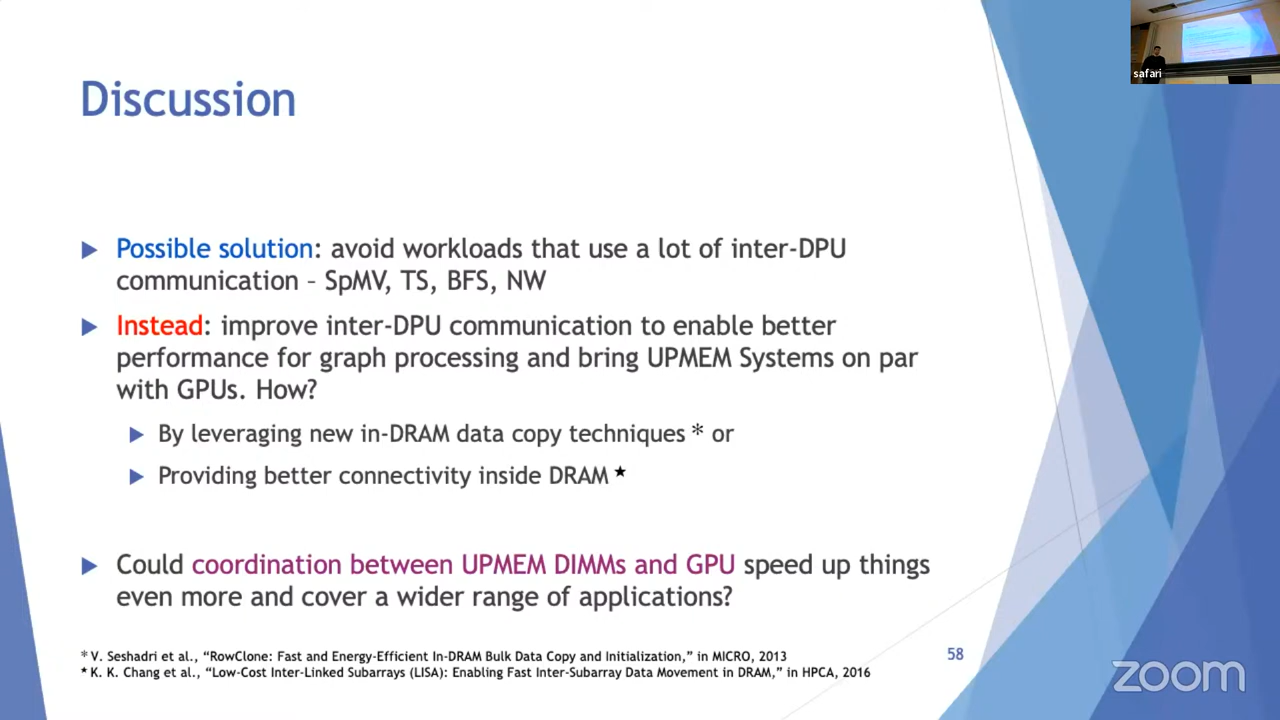 safari
Discussion
Possible solution: avoid workloads that use a lot of inter-DPU
communication – SpMV, TS, BFS, NW
Instead: improve inter-DPU communication to enable better
performance for graph processing and bring UPMEM Systems on par
with GPUs. How?
By leveraging new in-DRAM data copy techniques * or
Providing better connectivity inside DRAM ★
Could coordination between UPMEM DIMMs and GPU speed up things
even more and cover a wider range of applications?
* V. Seshadri et al., “RowClone: Fast and Energy-Efficient In-DRAM Bulk Data Copy and Initialization,” in MICRO, 2013
★ K. K. Chang et al., “Low-Cost Inter-Linked Subarrays (LISA): Enabling Fast Inter-Subarray Data Movement in DRAM,” in HPCA, 2016
58
zoom